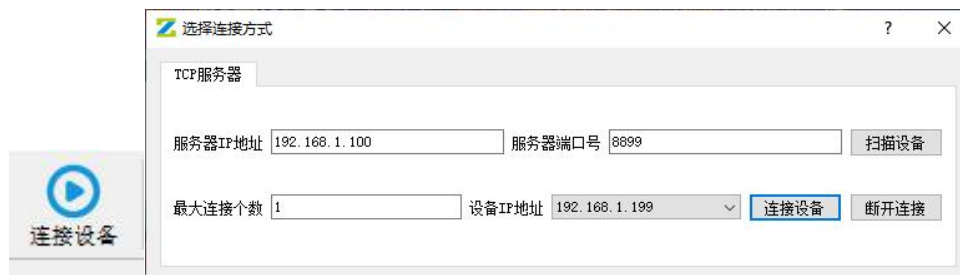 选择连接方式
TCP服务器
服务器IP地址 192.168.1.100 服务器端口号 8899 扫描设备
最大连接个数 1 设备IP地址 192.168.1.199 连接设备 断开连接
连接设备